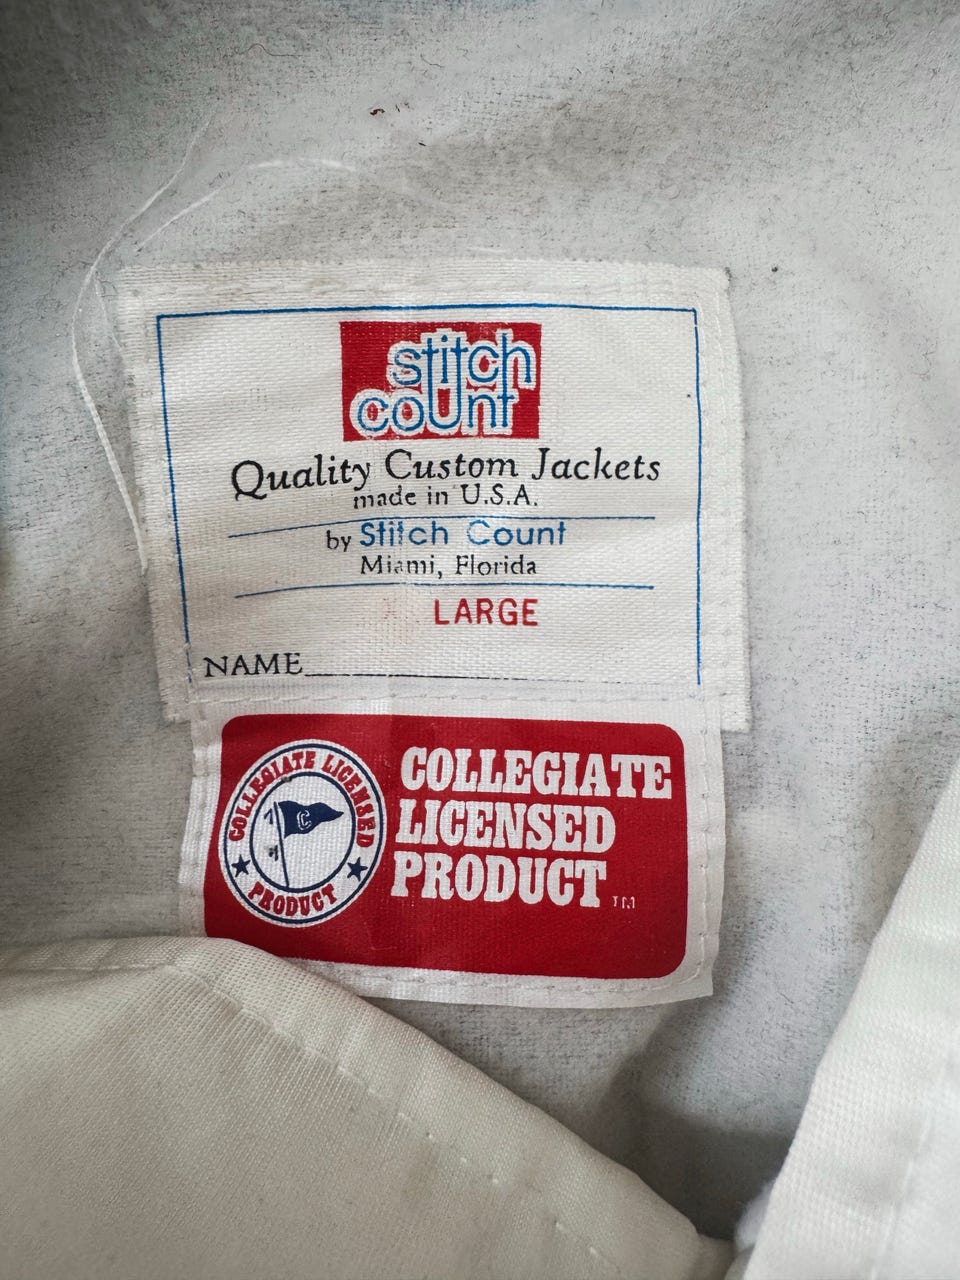 stitch
count
Quality Custom Jackets
made in U.S.A.
by Stitch Count
Miami, Florida
LARGE
NAME
COLLEGIATE LICENSED
C
PRODUCT
COLLEGIATE
LICENSED
PRODUCT TM